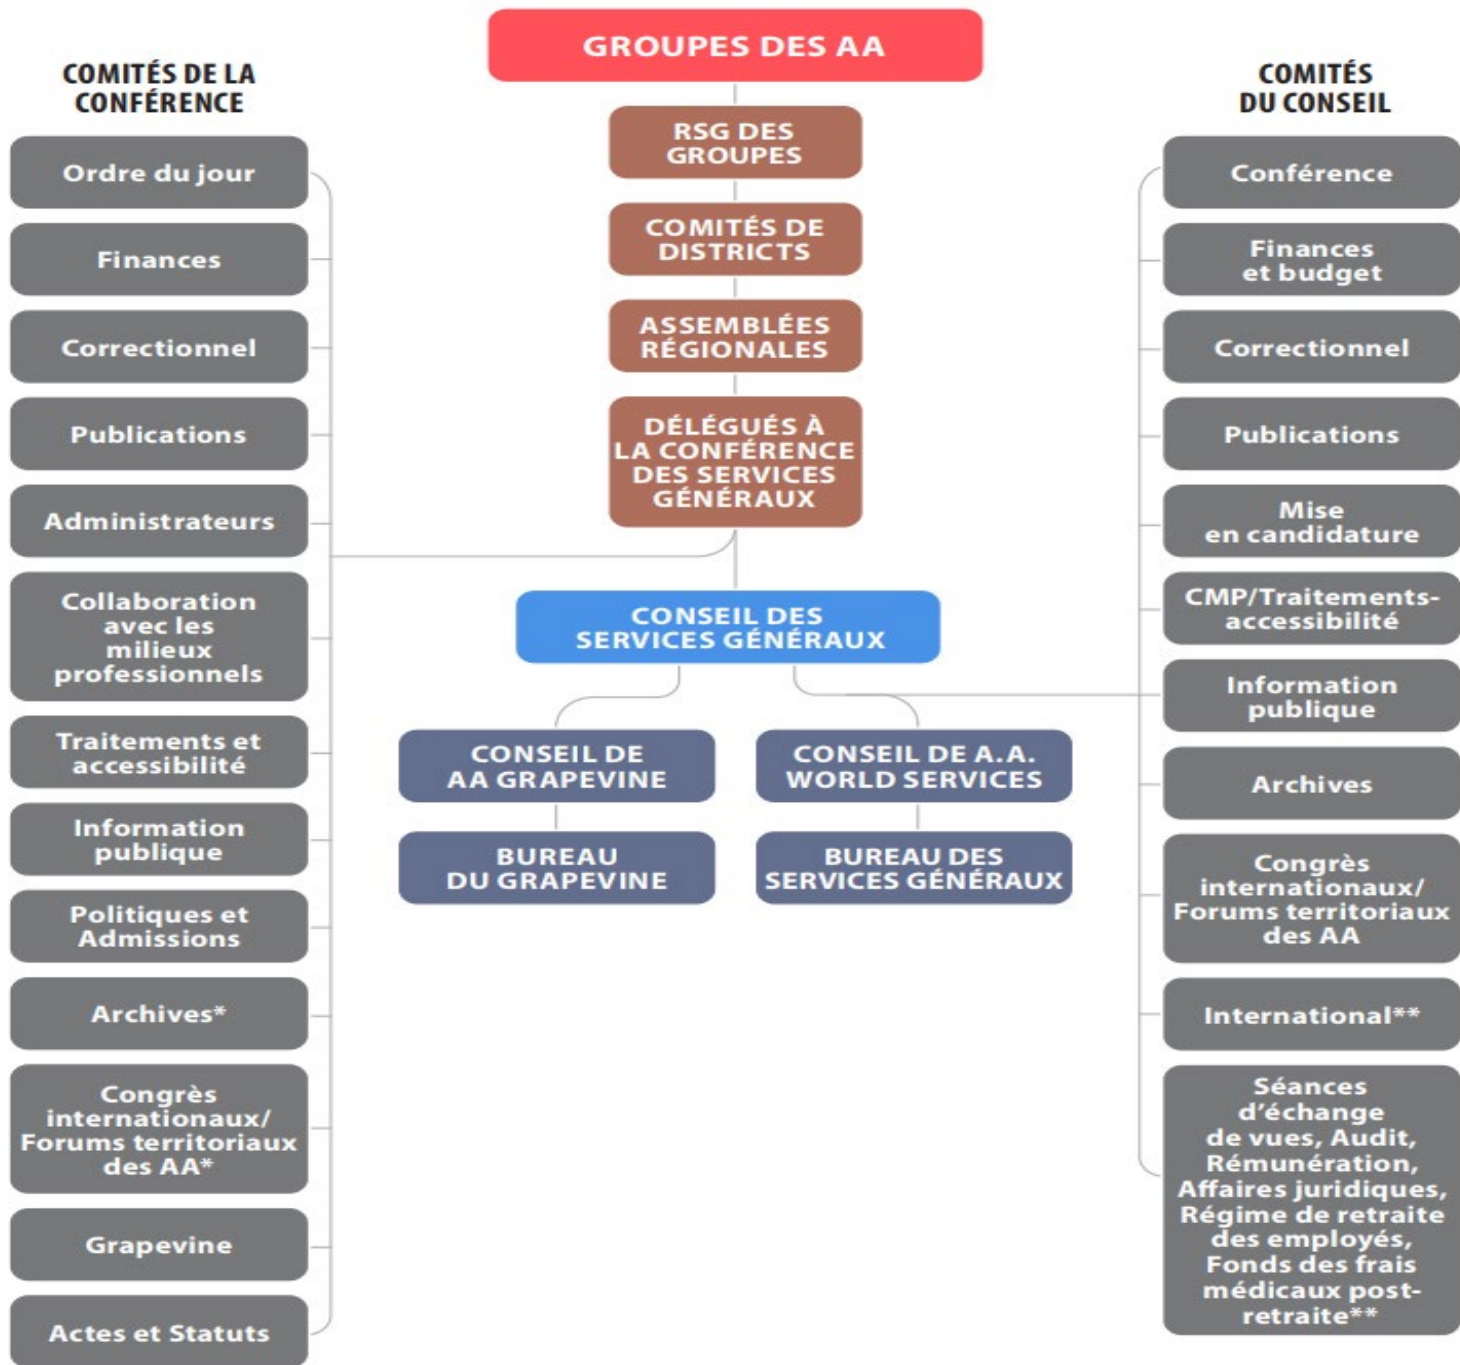 GROUPES DES AA
COMITÉS DE LA
CONFÉRENCE
Ordre du jour
Finances
Correctionnel
Publications
Administrateurs
Collaboration
avec les
milieux
professionnels
Traitements et
accessibilité
Information
publique
Politiques et
Admissions
Archives*
Congrès
internationaux/
Forums territoriaux
des AA*
Grapevine
Actes et Statuts
RSG DES
GROUPES
COMITÉS DE
DISTRICTS
ASSEMBLÉES
RÉGIONALES
DÉLÉGUÉS À
LA CONFÉRENCE
DES SERVICES
GÉNÉRAUX
CONSEIL DES
SERVICES GÉNÉRAUX
CONSEIL DE
AA GRAPEVINE
BUREAU
DU GRAPEVINE
CONSEIL DE A.A.
WORLD SERVICES
BUREAU DES
SERVICES GÉNÉRAUX
COMITÉS
DU CONSEIL
Conférence
Finances
et budget
Correctionnel
Publications
Mise
en candidature
CMP/Traitements-
accessibilité
Information
publique
Archives
Congrès
internationaux/
Forums territoriaux
des AA
International**
Séances
d’échange
de vues, Audit,
Rémunération,
Affaires juridiques,
Régime de retraite
des employés,
Fonds des frais
médicaux post-
retraite**